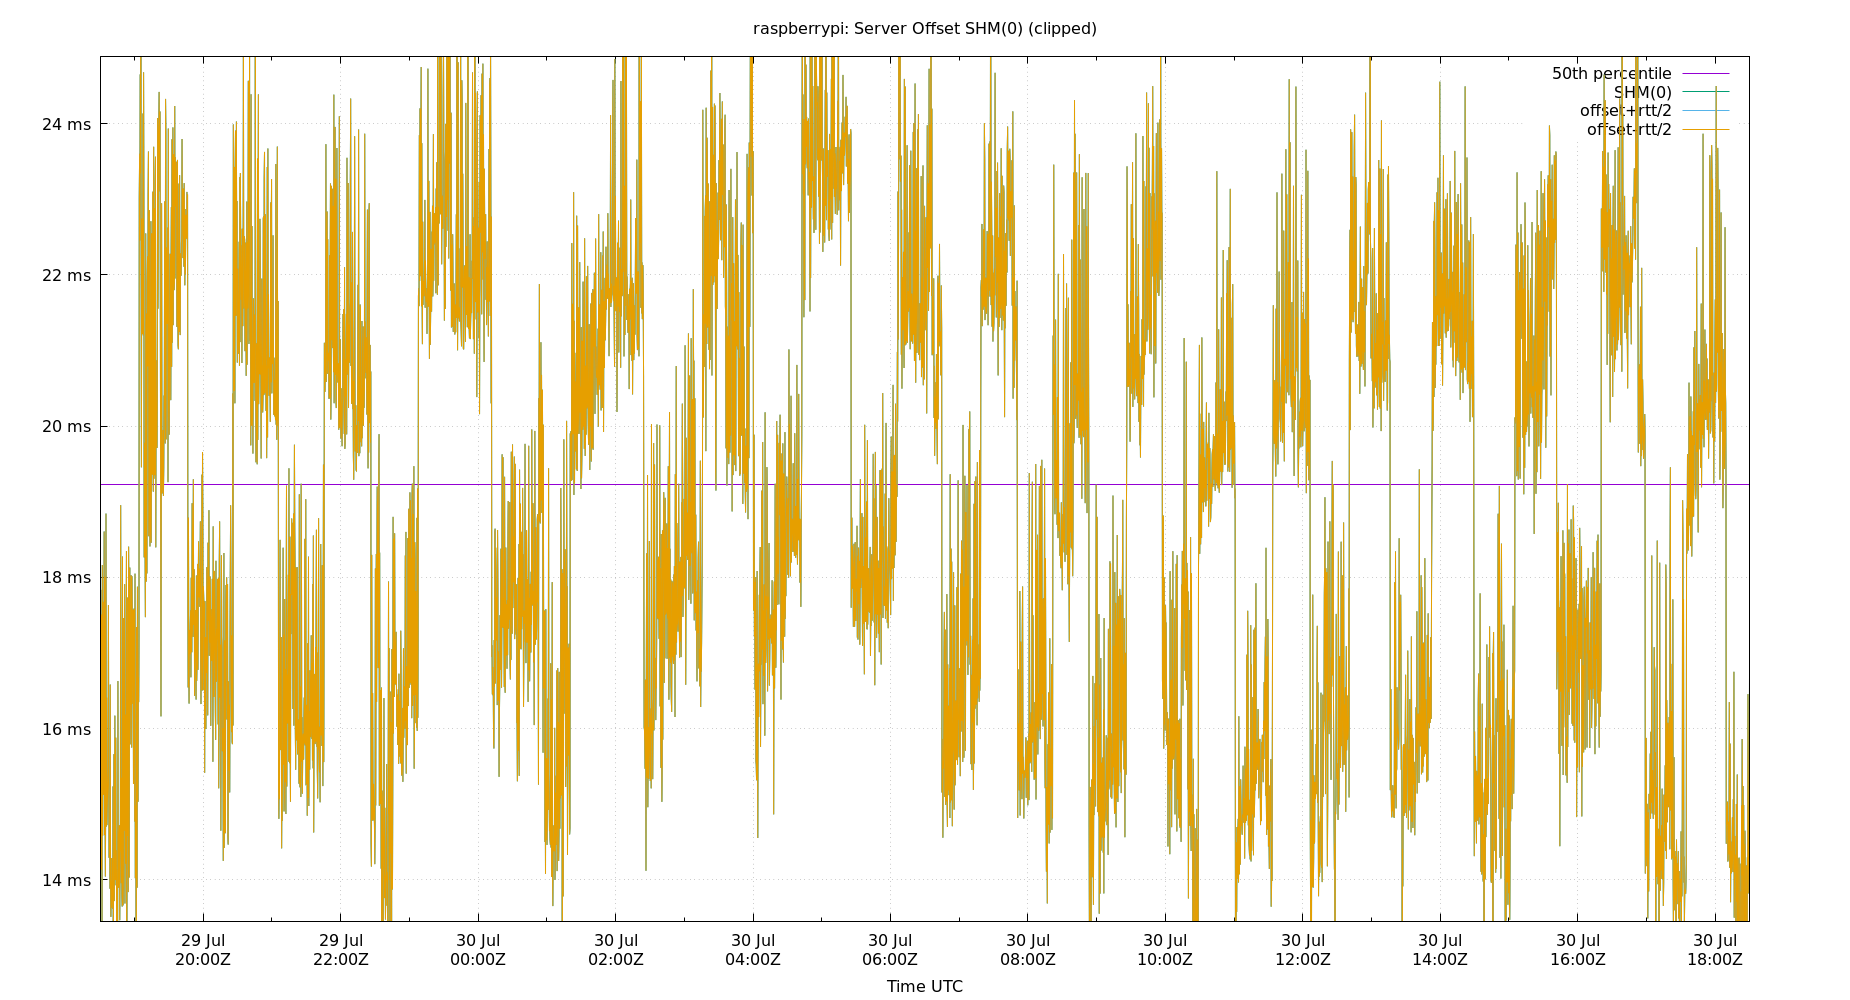 raspberrypi: Server Offset SHM(0) (clipped)
50th percentile
SHM(0)
offset+rtt/2
offset-rtt/2
24 ms
22 ms
20 ms
18 ms
16 ms
14 ms
29 Jul 29 Jul 30 Jul 30 Jul 30 Jul 30 Jul 30 Jul 30 Jul 30 Jul 30 Jul 30 Jul 30 Jul
20:00Z 22:00Z 00:00Z 02:00Z 04:00Z 06:00Z 08:00Z 10:00Z 12:00Z 14:00Z 16:00Z 18:00Z
Time UTC